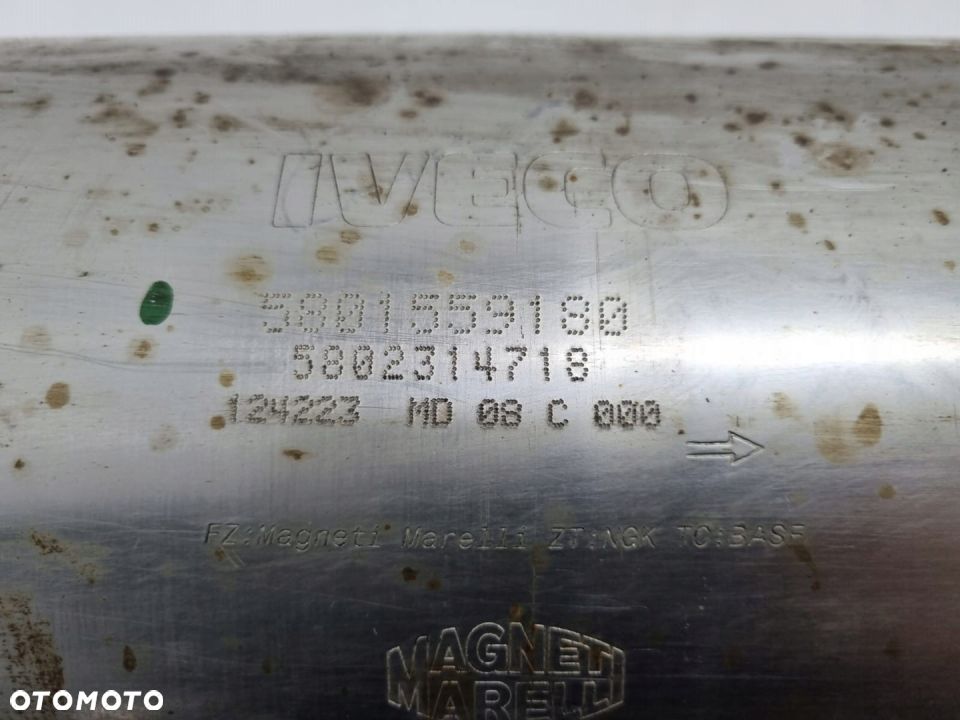 IVECO
5801559180
5802314718
124223 MD 08 C 000
FZ:Magneti Marelli ZT:NGK TC:BASF
MAGNETI
MARELLI
OTOMOTO